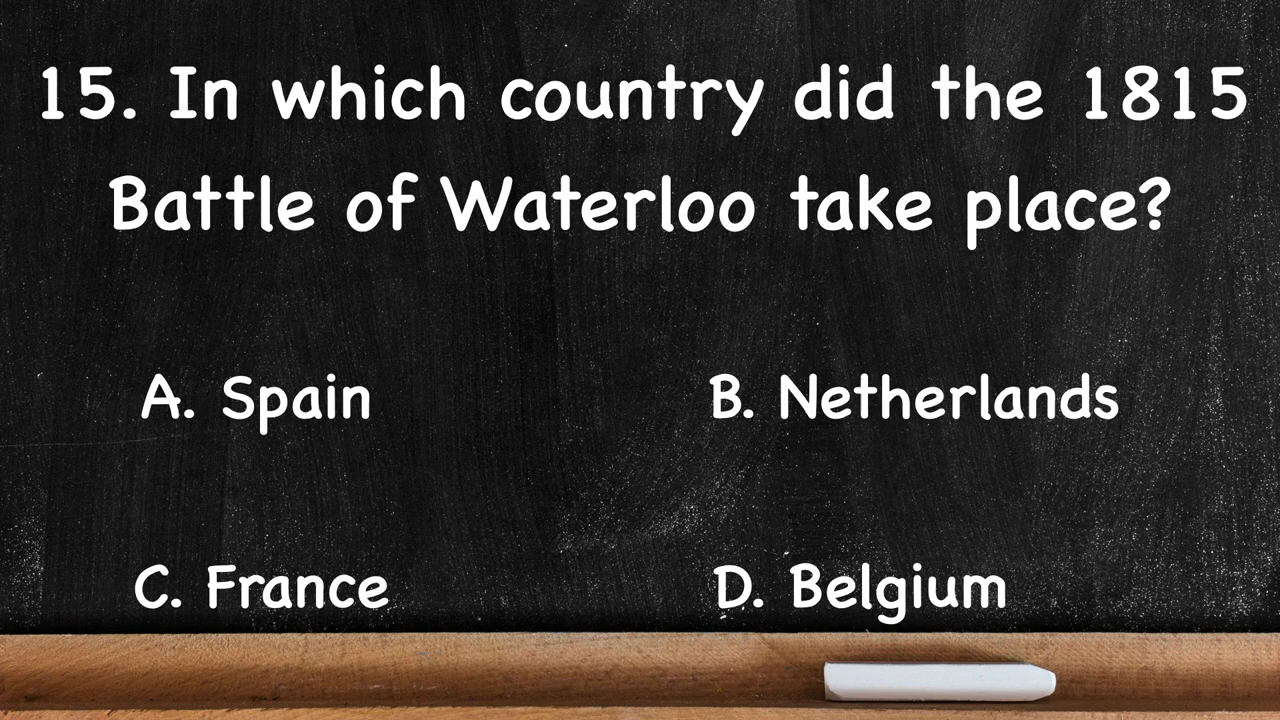 15. In which country did the 1815
Battle of Waterloo take place?
A. Spain
B. Netherlands
C. France
D. Belgium